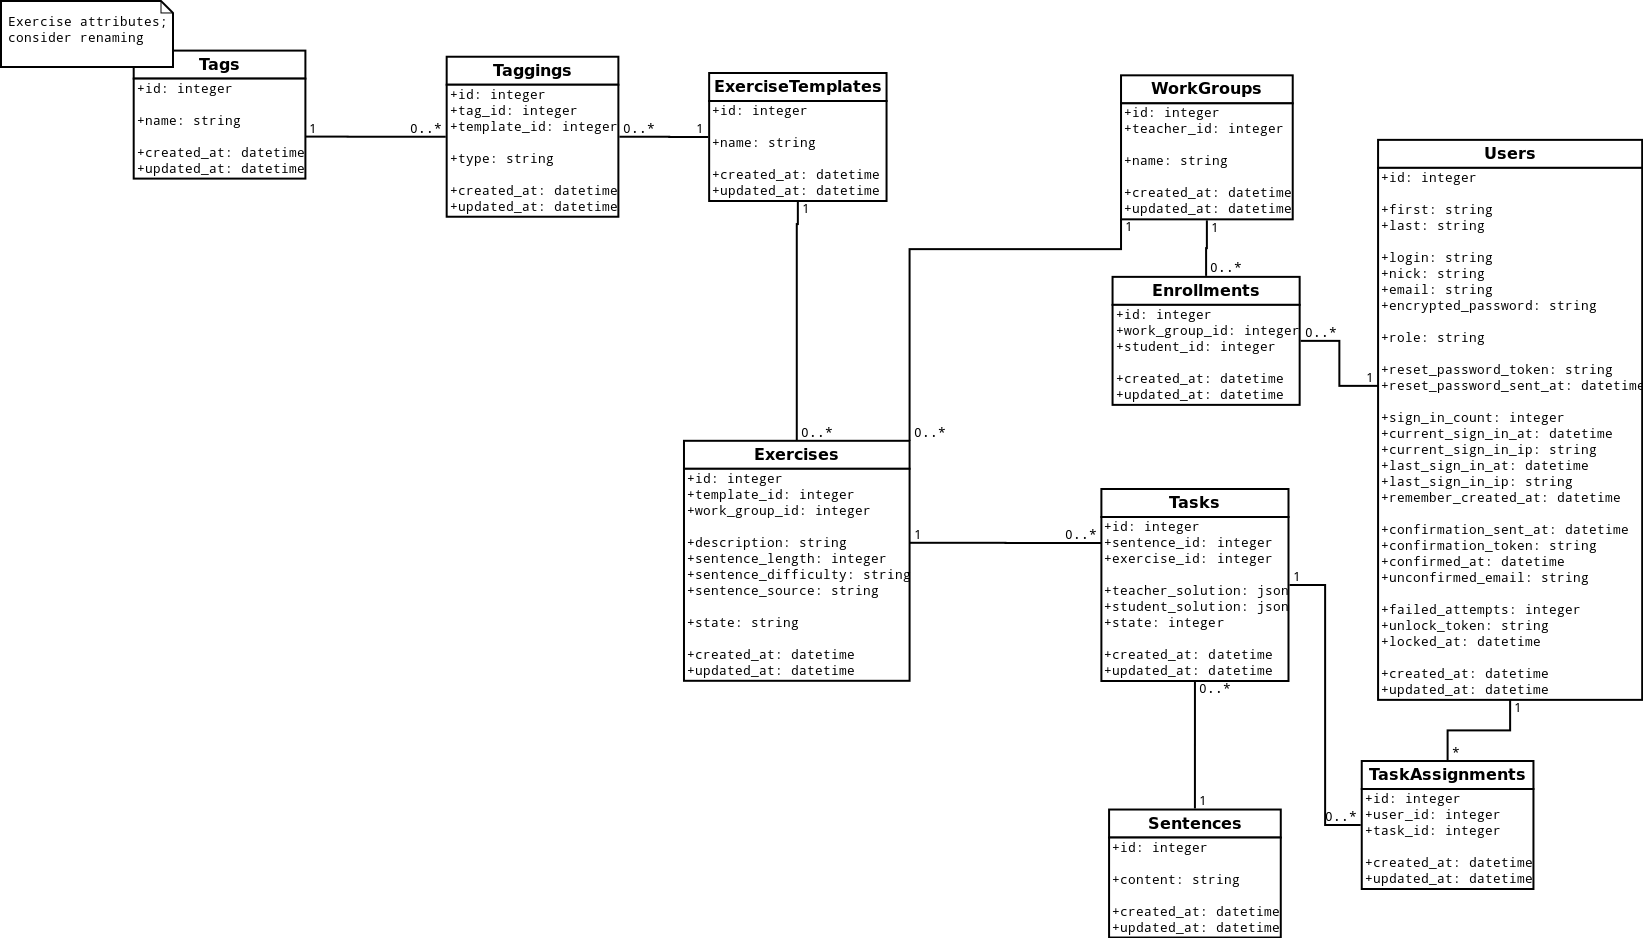 Exercise attributes;
consider renaming
Tags
+id: integer
+name: string
+created_at: datetime
+updated_at: datetime
1
0..*
Taggings
+id: integer
+tag_id: integer
+template_id: integer
+type: string
+created_at: datetime
+updated_at: datetime
0..*
1
ExerciseTemplates
+id: integer
+name: string
+created_at: datetime
+updated_at: datetime
1
0..*
WorkGroups
+id: integer
+teacher_id: integer
+name: string
+created_at: datetime
+updated_at: datetime
1
1
0..*
0..*
Enrollments
+id: integer
+work_group_id: integer
+student_id: integer
+created_at: datetime
+updated_at: datetime
0..*
1
Users
+id: integer
+first: string
+last: string
+login: string
+nick: string
+email: string
+encrypted_password: string
+role: string
+reset_password_token: string
+reset_password_sent_at: datetime
+sign_in_count: integer
+current_sign_in_at: datetime
+current_sign_in_ip: string
+last_sign_in_at: datetime
+last_sign_in_ip: string
+remember_created_at: datetime
+confirmation_sent_at: datetime
+confirmation_token: string
+confirmed_at: datetime
+unconfirmed_email: string
+failed_attempts: integer
+unlock_token: string
+locked_at: datetime
+created_at: datetime
+updated_at: datetime
1
*
Exercises
+id: integer
+template_id: integer
+work_group_id: integer
+description: string
+sentence_length: integer
+sentence_difficulty: string
+sentence_source: string
+state: string
+created_at: datetime
+updated_at: datetime
1
0..*
Tasks
+id: integer
+sentence_id: integer
+exercise_id: integer
+teacher_solution: json
+student_solution: json
+state: integer
+created_at: datetime
+updated_at: datetime
1
0..*
0..*
1
TaskAssignments
+id: integer
+user_id: integer
+task_id: integer
+created_at: datetime
+updated_at: datetime
Sentences
+id: integer
+content: string
+created_at: datetime
+updated_at: datetime